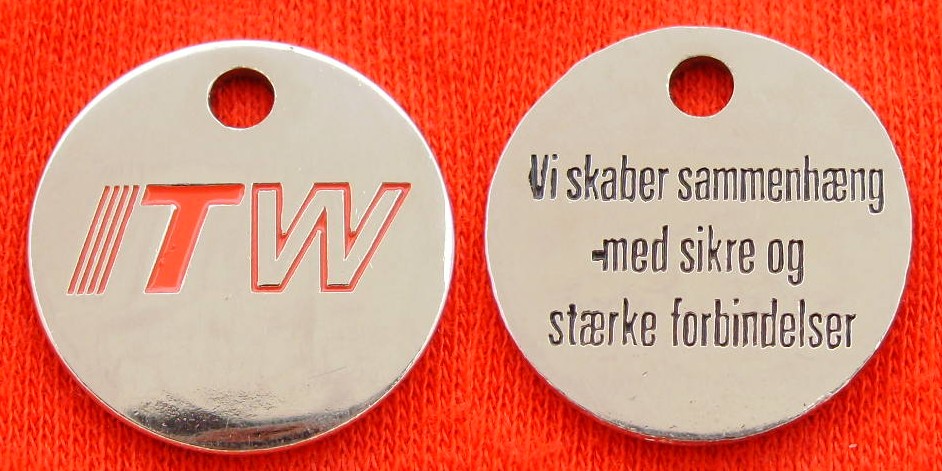 ITW
Vi skaber sammenhæng
-med sikre og
stærke forbindelser